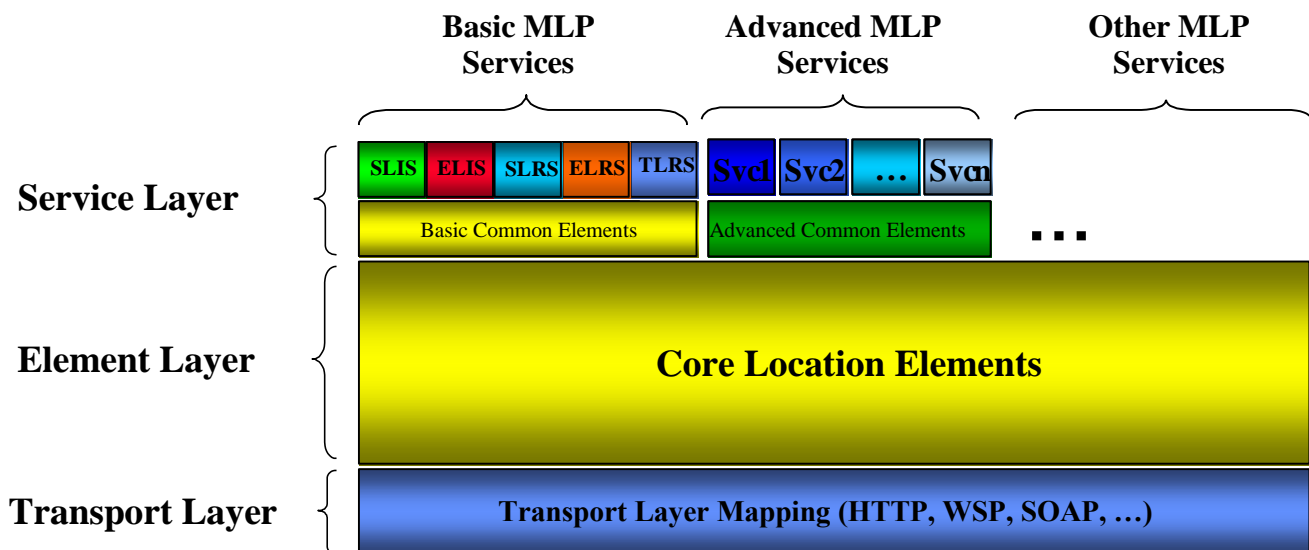 Basic MLP
Services
Advanced MLP
Services
Other MLP
Services
Service Layer
SLIS ELIS SLRS ELRS TLRS
Svc1 Svc2 ... Svcn
Basic Common Elements
Advanced Common Elements
...
Element Layer
Core Location Elements
Transport Layer
Transport Layer Mapping (HTTP, WSP, SOAP, ...)